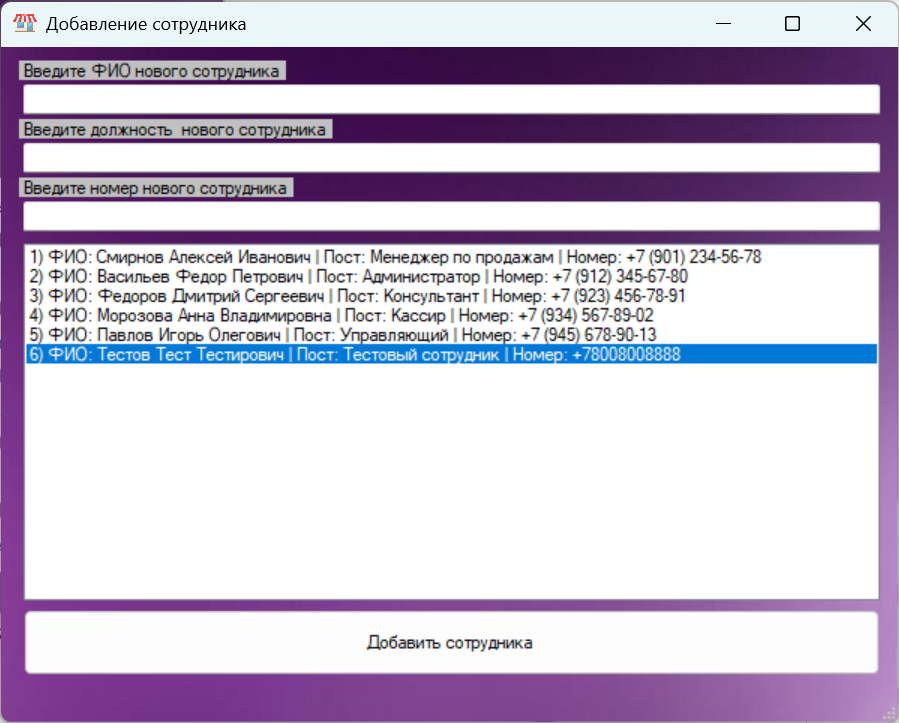 Добавление сотрудника
Введите ФИО нового сотрудника
Введите должность  нового сотрудника
Введите номер нового сотрудника
1) ФИО: Смирнов Алексей Иванович | Пост: Менеджер по продажам | Номер: +7 (901) 234-56-78
2) ФИО: Васильев Федор Петрович | Пост: Администратор | Номер: +7 (912) 345-67-80
3) ФИО: Федоров Дмитрий Сергеевич | Пост: Консультант | Номер: +7 (923) 456-78-91
4) ФИО: Морозова Анна Владимировна | Пост: Кассир | Номер: +7 (934) 567-89-02
5) ФИО: Павлов Игорь Олегович | Пост: Управляющий | Номер: +7 (945) 678-90-13
6) ФИО: Тестов Тест Тестирович | Пост: Тестовый сотрудник | Номер: +78008008888
Добавить сотрудника